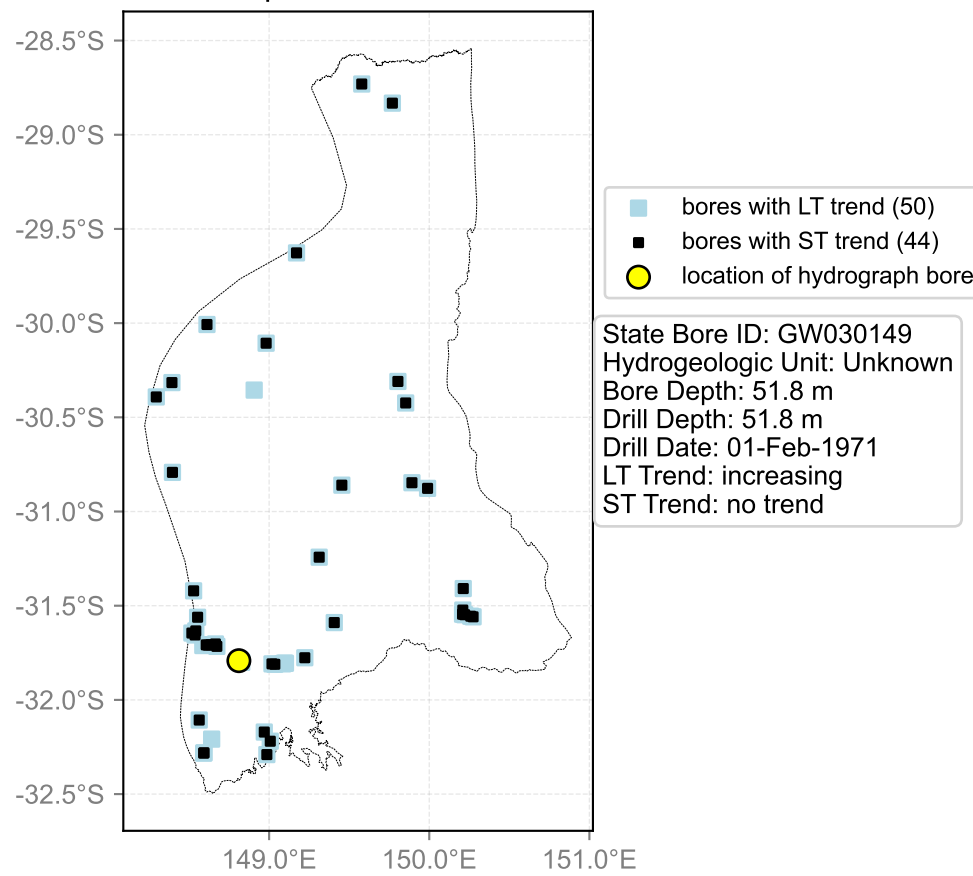 -28.5°S
-29.0°S
-29.5°S
-30.0°S
-30.5°S
-31.0°S
-31.5°S
-32.0°S
-32.5°S
149.0°E
150.0°E
151.0°E
bores with LT trend (50)
bores with ST trend (44)
location of hydrograph bore
State Bore ID: GW030149
Hydrogeologic Unit: Unknown
Bore Depth: 51.8 m
Drill Depth: 51.8 m
Drill Date: 01-Feb-1971
LT Trend: increasing
ST Trend: no trend